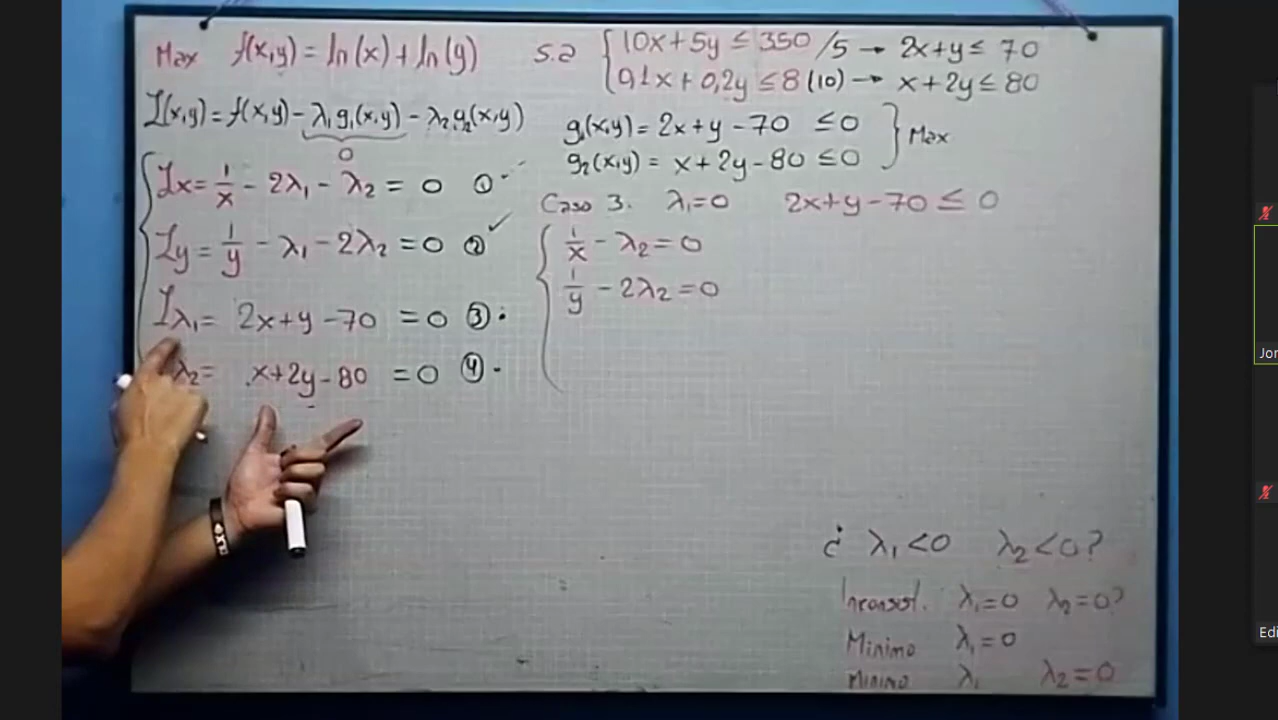 Max f(x,y) = ln(x) + ln(y) s.a { 10x+5y ≤ 350 /5 → 2x+y ≤ 70
0,1x + 0,2y ≤ 8 (10) → x+2y ≤ 80
L(x,y) = f(x,y) - λ₁g₁(x,y) - λ₂g₂(x,y)
0
g₁(x,y) = 2x+y-70 ≤ 0
g₂(x,y) = x+2y-80 ≤ 0 } Max
Lx = 1/x - 2λ₁ - λ₂ = 0 ①
Ly = 1/y - λ₁ - 2λ₂ = 0 ② ✓
Lλ₁ = 2x+y-70 = 0 ③
λ₂ = x+2y-80 = 0 ④
Caso 3. λ₁=0 2x+y-70 ≤ 0
1/x - λ₂ = 0
1/y - 2λ₂ = 0
¿ λ₁<0 λ₂<0?
λ₁=0 λ₂=0?
Minimo λ₁=0
Minimo λ₁ λ₂=0
Jor
Edi